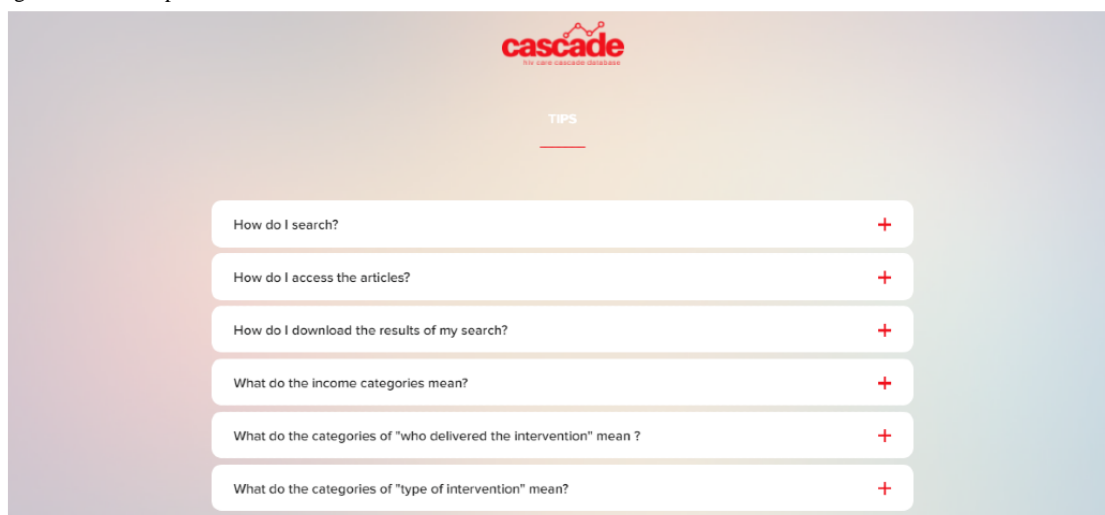 cascade
hiv care cascade database
TIPS
How do I search?
How do I access the articles?
How do I download the results of my search?
What do the income categories mean?
What do the categories of "who delivered the intervention" mean ?
What do the categories of "type of intervention" mean?